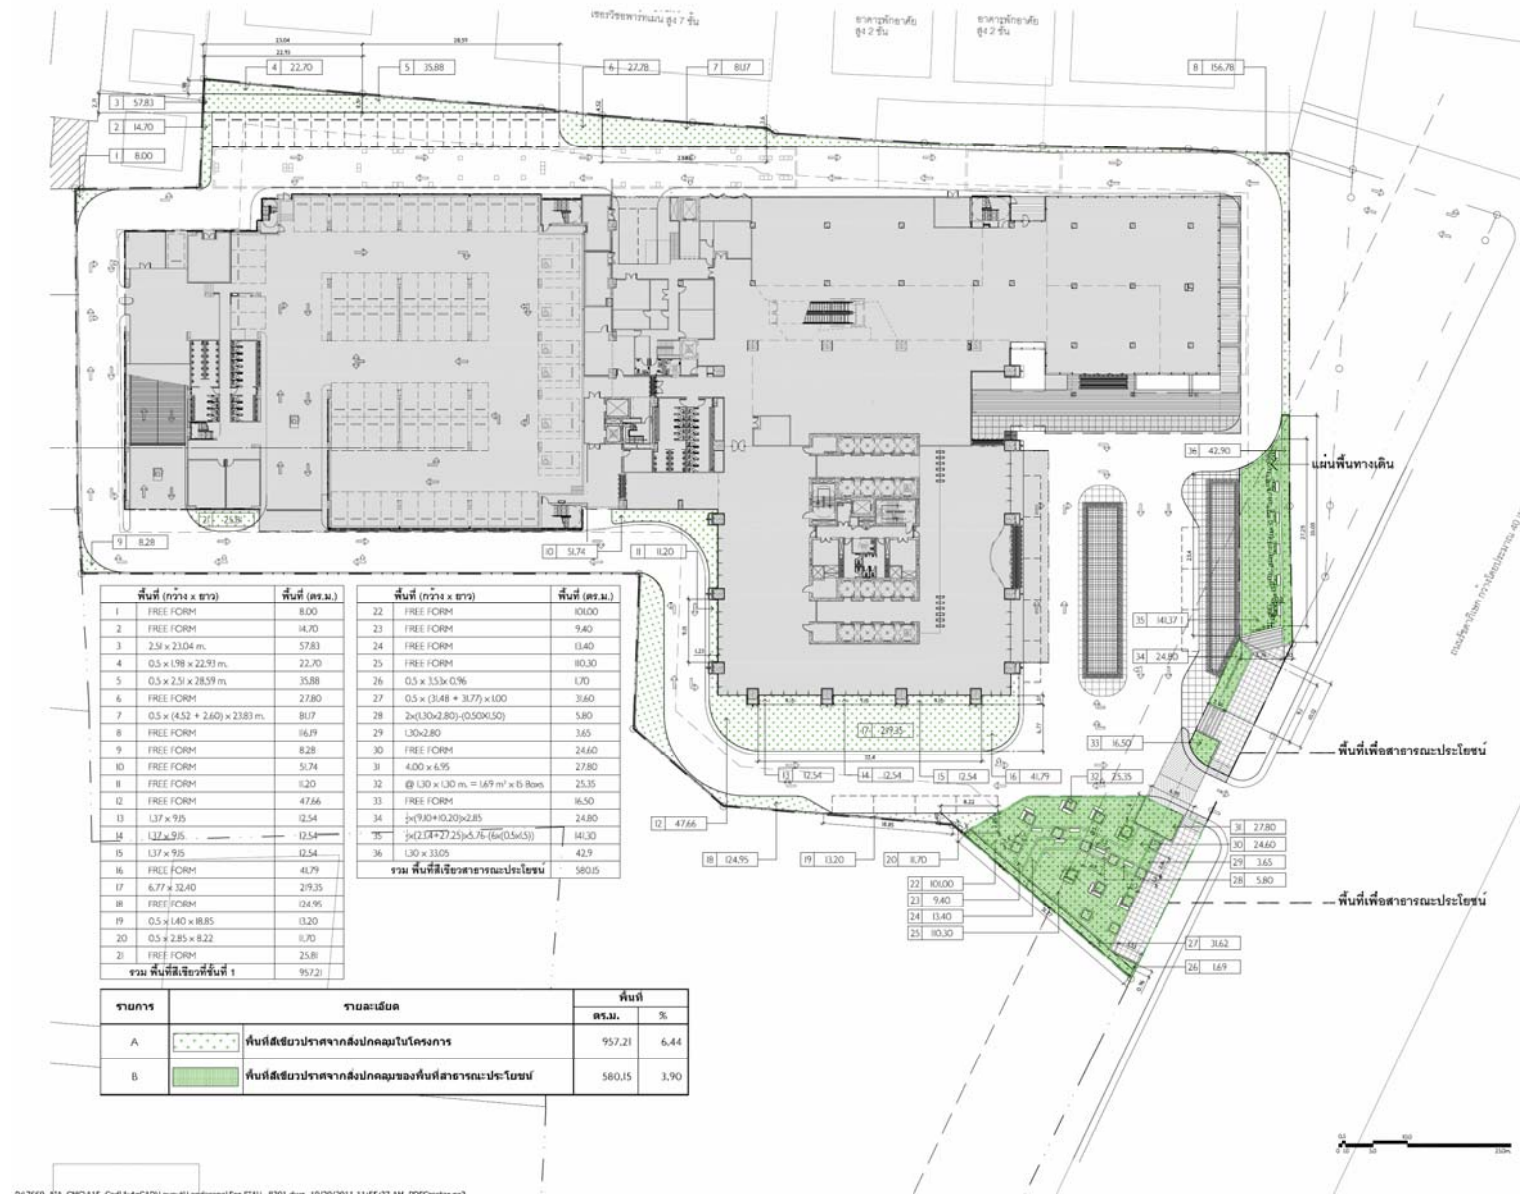 อาคารพักอาศัย
สูง 2 ชั้น
อาคารพักอาศัย
สูง 2 ชั้น
23.04
28.59
22.93
4 22.70
5 35.88
6 27.78
7 81.17
8 156.78
3 57.83
2 14.70
1 8.00
36 42.90
แผ่นพื้นทางเดิน
9 8.28
10 51.74
11 11.20
35 141.37
34 24.80
33 16.50
พื้นที่เพื่อสาธารณะประโยชน์
17 219.35
13 12.54
14 12.54
15 12.54
16 41.79
32 25.35
12 47.66
18 124.95
19 13.20
20 11.70
31 27.80
30 24.60
29 3.65
28 5.80
22 101.00
23 9.40
24 13.40
25 110.30
พื้นที่เพื่อสาธารณะประโยชน์
27 31.62
26 1.69
พื้นที่ (กว้าง x ยาว) พื้นที่ (ตร.ม.)
1 FREE FORM 8.00
2 FREE FORM 14.70
3 2.51 x 23.04 m. 57.83
4 0.5 x 1.98 x 22.93 m. 22.70
5 0.5 x 2.51 x 28.59 m. 35.88
6 FREE FORM 27.80
7 0.5 x (4.52 + 2.60) x 23.83 m. 81.17
8 FREE FORM 116.19
9 FREE FORM 8.28
10 FREE FORM 51.74
11 FREE FORM 11.20
12 FREE FORM 47.66
13 1.37 x 9.15 12.54
14 1.37 x 9.15 12.54
15 1.37 x 9.15 12.54
16 FREE FORM 41.79
17 6.77 x 32.40 219.35
18 FREE FORM 124.95
19 0.5 x 1.40 x 18.85 13.20
20 0.5 x 2.85 x 8.22 11.70
21 FREE FORM 25.81
รวม พื้นที่สีเขียวที่ชั้นที่ 1 957.21
พื้นที่ (กว้าง x ยาว) พื้นที่ (ตร.ม.)
22 FREE FORM 101.00
23 FREE FORM 9.40
24 FREE FORM 13.40
25 FREE FORM 110.30
26 0.5 x 3.53x 0.96 1.70
27 0.5 x (31.48 + 31.77) x 1.00 31.60
28 2x(1.30x2.80)-(0.50X1.50) 5.80
29 1.30x2.80 3.65
30 FREE FORM 24.60
31 4.00 x 6.95 27.80
32 @ 1.30 x 1.30 m. = 1.69 m² x 15 Boxs 25.35
33 FREE FORM 16.50
34 ½x(9.10+10.20)x2.85 24.80
35 141.30
36 1.30 x 33.05 42.9
รวม พื้นที่สีเขียวสาธารณะประโยชน์ 580.15
รายการ รายละเอียด พื้นที่
ตร.ม. %
A พื้นที่สีเขียวปราศจากสิ่งปกคลุมในโครงการ 957.21 6.44
B พื้นที่สีเขียวปราศจากสิ่งปกคลุมของพื้นที่สาธารณะประโยชน์ 580.15 3.90